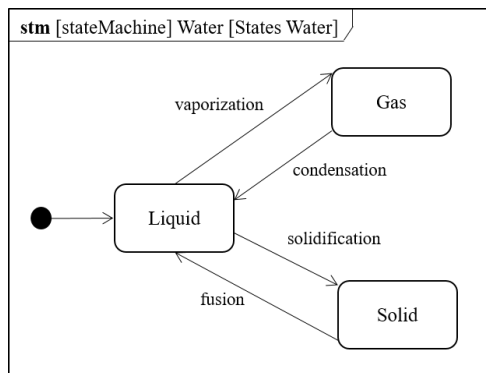 stm [stateMachine] Water [States Water]
Gas
vaporization
condensation
Liquid
solidification
fusion
Solid